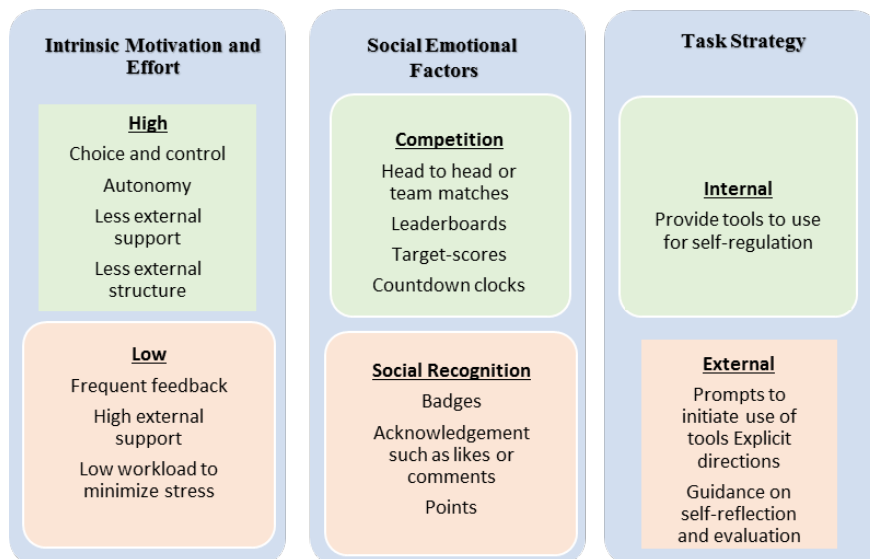 Intrinsic Motivation and
Effort
High
Choice and control
Autonomy
Less external
support
Less external
structure
Low
Frequent feedback
High external
support
Low workload to
minimize stress
Social Emotional
Factors
Competition
Head to head or
team matches
Leaderboards
Target-scores
Countdown clocks
Social Recognition
Badges
Acknowledgement
such as likes or
comments
Points
Task Strategy
Internal
Provide tools to use
for self-regulation
External
Prompts to
initiate use of
tools Explicit
directions
Guidance on
self-reflection
and evaluation